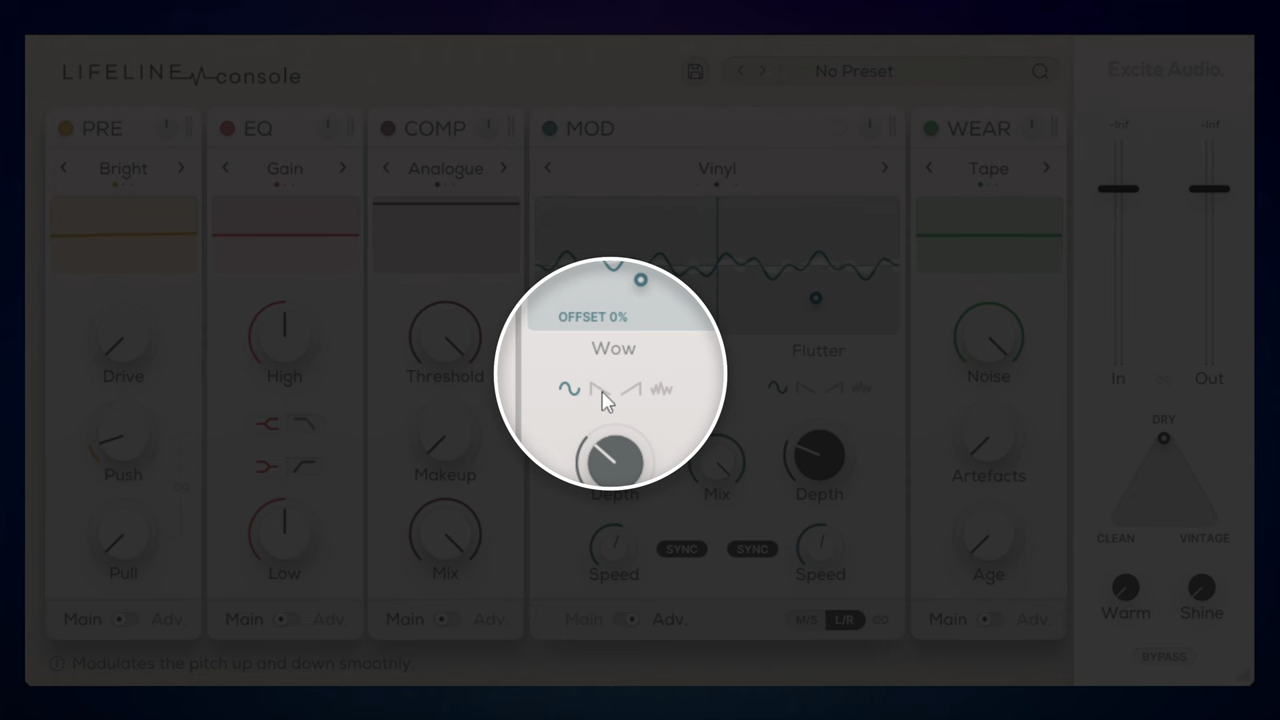 LIFELINE console
No Preset
Excite Audio.
PRE
EQ
COMP
MOD
WEAR
Bright
Gain
Analogue
Vinyl
Tape
-Inf
-Inf
OFFSET 0%
Wow
Flutter
Drive
High
Threshold
Noise
In
Out
DRY
Push
Makeup
Depth
Mix
Depth
Artefacts
CLEAN
VINTAGE
SYNC
SYNC
Pull
Low
Mix
Speed
Speed
Age
Warm
Shine
Main
Adv.
Main
Adv.
Main
Adv.
Main
Adv.
M/S
L/R
Main
Adv.
BYPASS
Modulates the pitch up and down smoothly.